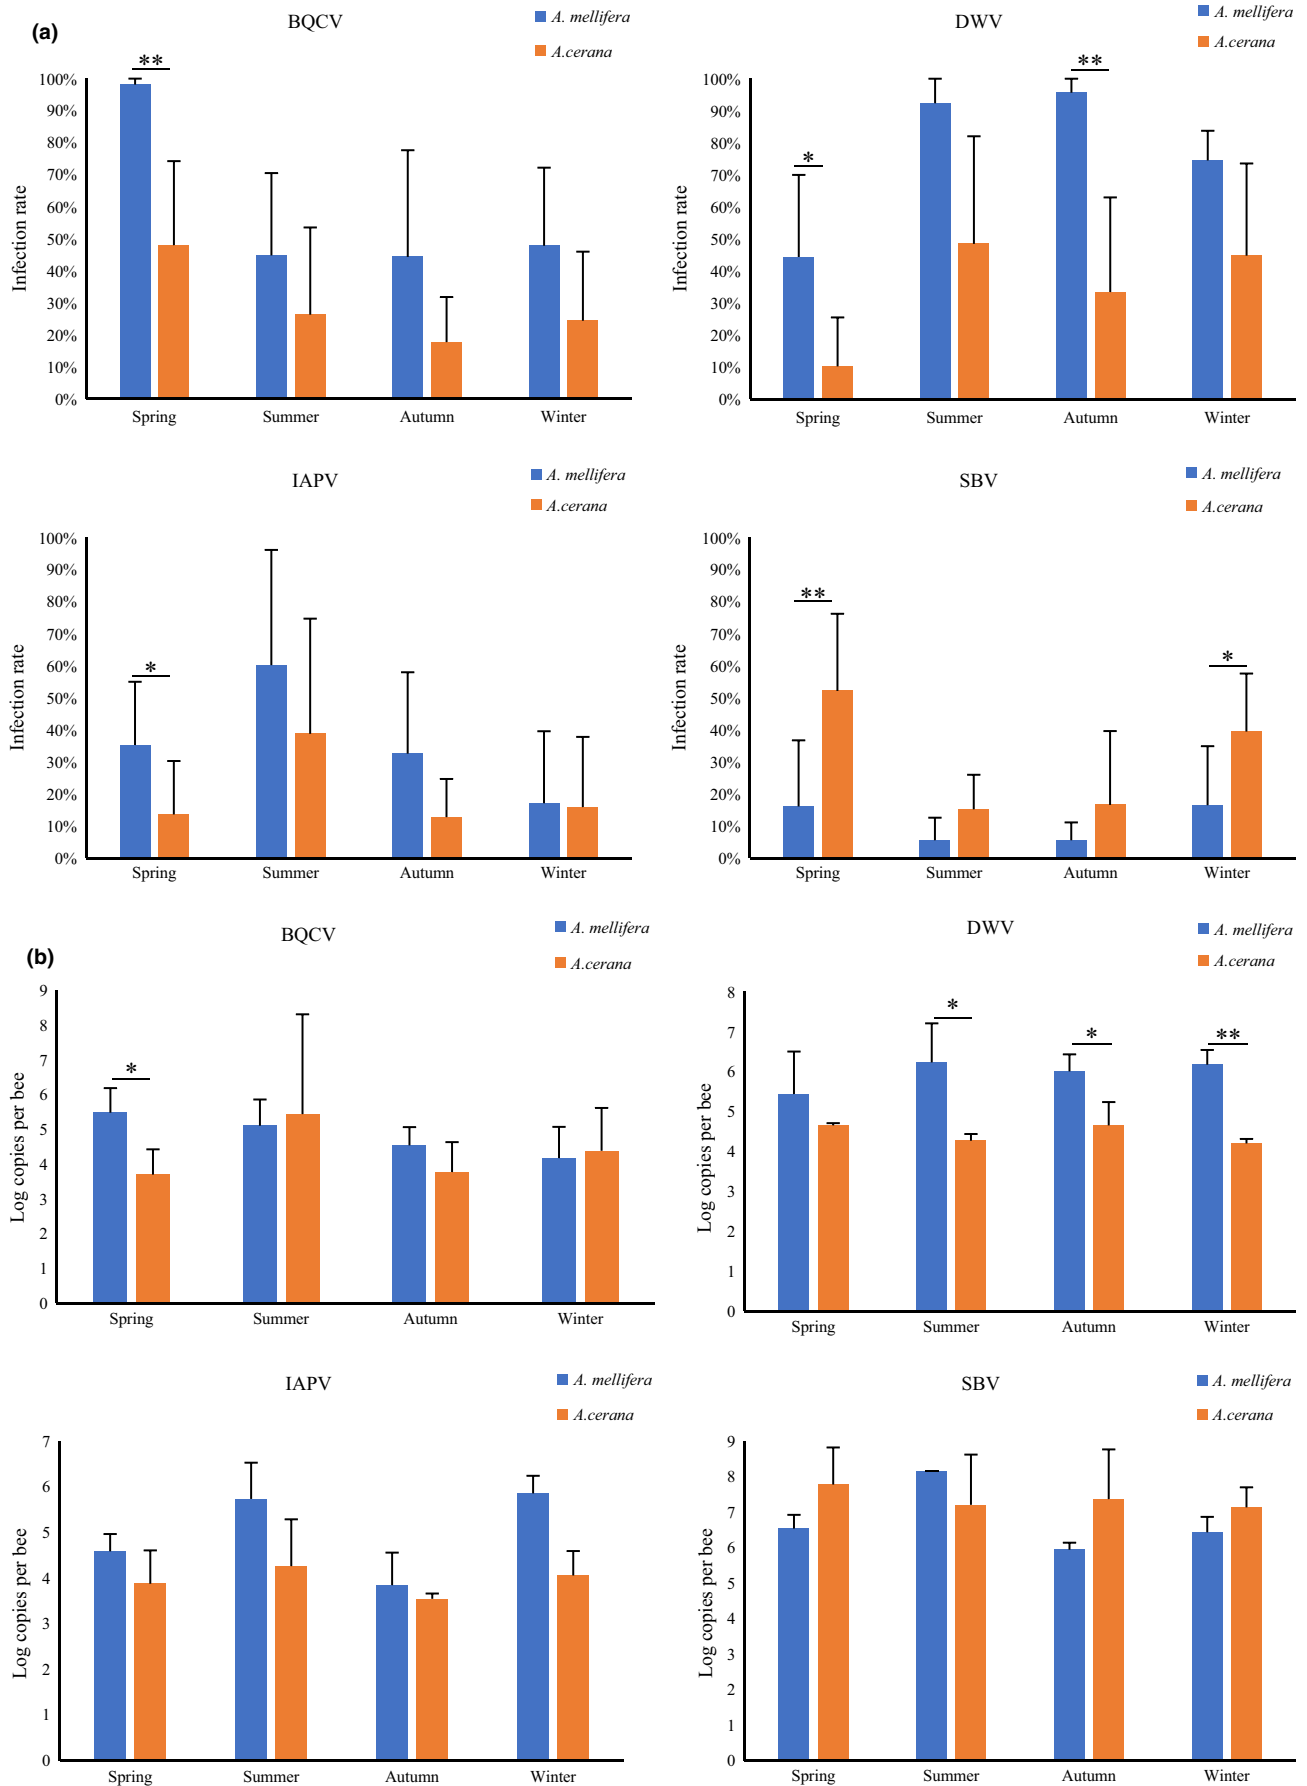 (a)
BQCV
A. mellifera
A.cerana
**
100%
90%
80%
70%
60%
50%
40%
30%
20%
10%
0%
Infection rate
Spring Summer Autumn Winter
DWV
A. mellifera
A.cerana
*
**
100%
90%
80%
70%
60%
50%
40%
30%
20%
10%
0%
Infection rate
Spring Summer Autumn Winter
IAPV
A. mellifera
A.cerana
*
100%
90%
80%
70%
60%
50%
40%
30%
20%
10%
0%
Infection rate
Spring Summer Autumn Winter
SBV
A. mellifera
A.cerana
**
*
100%
90%
80%
70%
60%
50%
40%
30%
20%
10%
0%
Infection rate
Spring Summer Autumn Winter
(b)
BQCV
A. mellifera
A.cerana
*
9
8
7
6
5
4
3
2
1
0
Log copies per bee
Spring Summer Autumn Winter
DWV
A. mellifera
A.cerana
*
*
**
8
7
6
5
4
3
2
1
0
Log copies per bee
Spring Summer Autumn Winter
IAPV
A. mellifera
A.cerana
7
6
5
4
3
2
1
0
Log copies per bee
Spring Summer Autumn Winter
SBV
A. mellifera
A.cerana
9
8
7
6
5
4
3
2
1
0
Log copies per bee
Spring Summer Autumn Winter